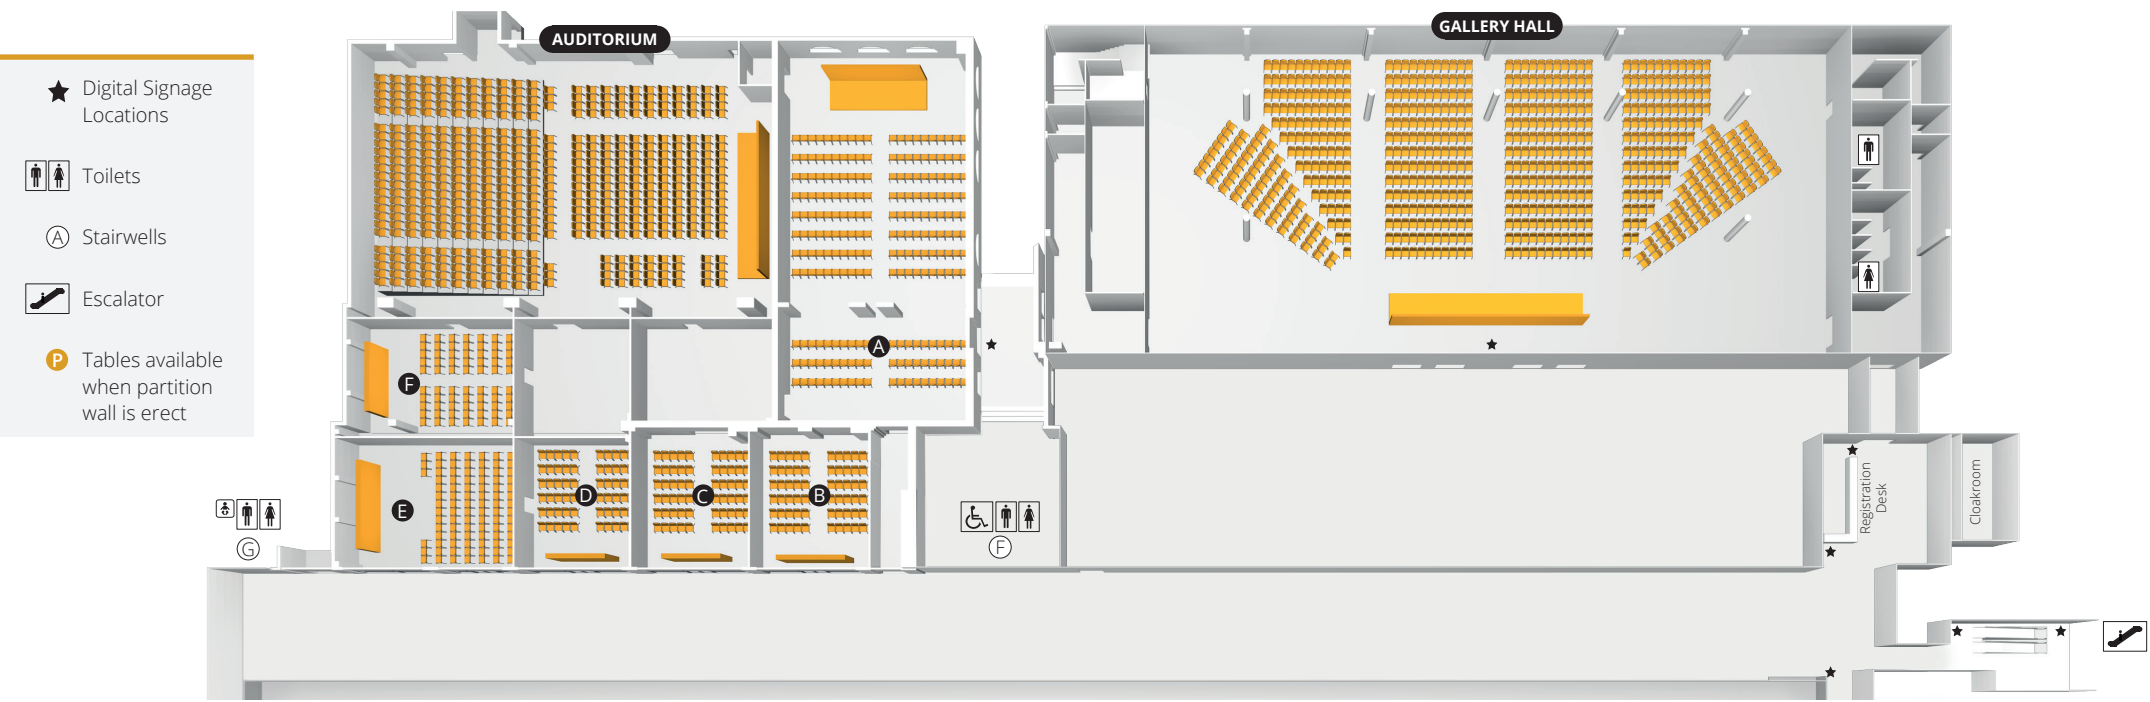 AUDITORIUM
GALLERY HALL
Digital Signage
Locations
Toilets
A Stairwells
Escalator
P Tables available
when partition
wall is erect
A
F
E
D
C
B
G
F
Registration
Desk
Cloakroom